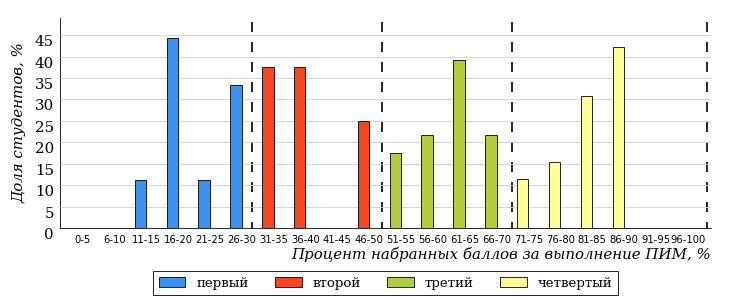 Доля студентов, %
45
40
35
30
25
20
15
10
5
0
0-5 6-10 11-15 16-20 21-25 26-30 31-35 36-40 41-45 46-50 51-55 56-60 61-65 66-70 71-75 76-80 81-85 86-90 91-95 96-100
Процент набранных баллов за выполнение ПИМ, %
первый второй третий четвертый